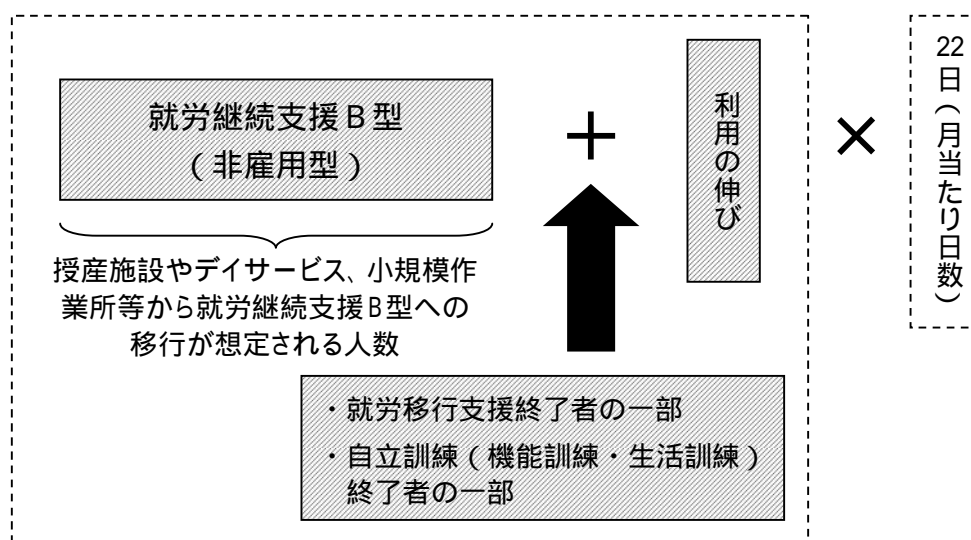 就労継続支援B型
(非雇用型)
+
利用の伸び
×
22日(月当たり日数)
授産施設やデイサービス、小規模作
業所等から就労継続支援B型への
移行が想定される人数
・就労移行支援終了者の一部
・自立訓練(機能訓練・生活訓練)
終了者の一部